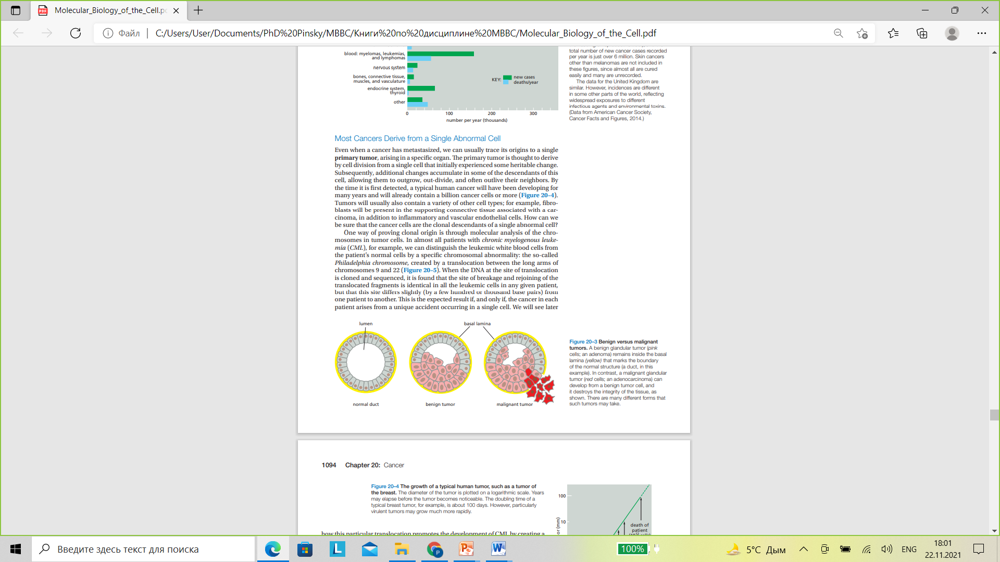 Molecular_Biology_of_the_Cell.pc
Файл
C:/Users/User/Documents/PhD%20Pinsky/MBBC/Книги%20по%20дисциплине%20MBBC/Molecular_Biology_of_the_Cell.pdf
blood: myelomas, leukemias,
and lymphomas
nervous system
bones, connective tissue,
muscles, and vasculature
endocrine system,
thyroid
other
KEY:
new cases
deaths/year
0 100 200 300
number per year (thousands)
total number of new cancer cases recorded
per year is just over 6 million. Skin cancers
other than melanomas are not included in
these figures, since almost all are cured
easily and many are unrecorded.
The data for the United Kingdom are
similar. However, incidences are different
in some other parts of the world, reflecting
widespread exposures to different
infectious agents and environmental toxins.
(Data from American Cancer Society,
Cancer Facts and Figures, 2014.)
Most Cancers Derive from a Single Abnormal Cell
Even when a cancer has metastasized, we can usually trace its origins to a single
primary tumor, arising in a specific organ. The primary tumor is thought to derive
by cell division from a single cell that initially experienced some heritable change.
Subsequently, additional changes accumulate in some of the descendants of this
cell, allowing them to outgrow, out-divide, and often outlive their neighbors. By
the time it is first detected, a typical human cancer will have been developing for
many years and will already contain a billion cancer cells or more (Figure 20–4).
Tumors will usually also contain a variety of other cell types; for example, fibro-
blasts will be present in the supporting connective tissue associated with a car-
cinoma, in addition to inflammatory and vascular endothelial cells. How can we
be sure that the cancer cells are the clonal descendants of a single abnormal cell?
One way of proving clonal origin is through molecular analysis of the chro-
mosomes in tumor cells. In almost all patients with chronic myelogenous leuke-
mia (CML), for example, we can distinguish the leukemic white blood cells from
the patient's normal cells by a specific chromosomal abnormality: the so-called
Philadelphia chromosome, created by a translocation between the long arms of
chromosomes 9 and 22 (Figure 20–5). When the DNA at the site of translocation
is cloned and sequenced, it is found that the site of breakage and rejoining of the
translocated fragments is identical in all the leukemic cells in any given patient,
but that this site differs slightly (by a few hundred or thousand base pairs) from
one patient to another. This is the expected result if, and only if, the cancer in each
patient arises from a unique accident occurring in a single cell. We will see later
lumen
basal lamina
normal duct
benign tumor
malignant tumor
Figure 20–3 Benign versus malignant
tumors. A benign glandular tumor (pink
cells; an adenoma) remains inside the basal
lamina (yellow) that marks the boundary
of the normal structure (a duct, in this
example). In contrast, a malignant glandular
tumor (red cells; an adenocarcinoma) can
develop from a benign tumor cell, and
it destroys the integrity of the tissue, as
shown. There are many different forms that
such tumors may take.
1094 Chapter 20: Cancer
Figure 20–4 The growth of a typical human tumor, such as a tumor of
the breast. The diameter of the tumor is plotted on a logarithmic scale. Years
may elapse before the tumor becomes noticeable. The doubling time of a
typical breast tumor, for example, is about 100 days. However, particularly
virulent tumors may grow much more rapidly.
100
10
or (mm)
death of
patient
how this particular translocation promotes the development of CML by creating a
Введите здесь текст для поиска
100%
5°C Дым
ENG
18:01
22.11.2021